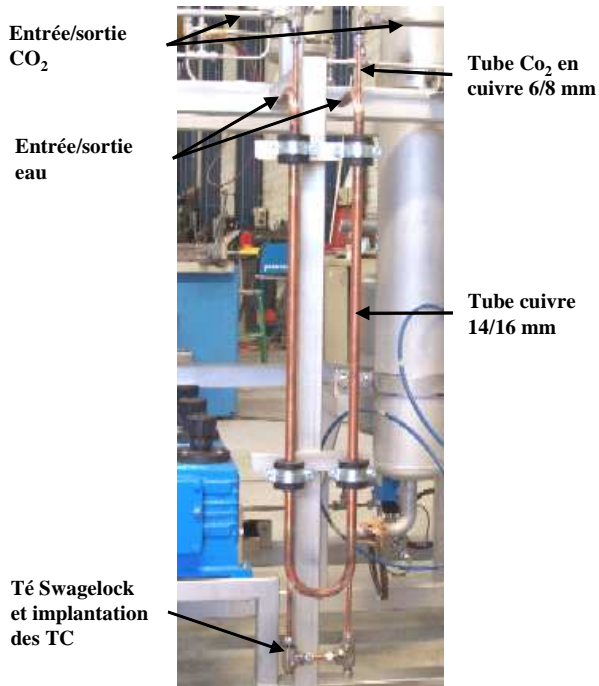 Entrée/sortie
CO2
Tube Co2 en
cuivre 6/8 mm
Entrée/sortie
eau
Tube cuivre
14/16 mm
Té Swagelock
et implantation
des TC